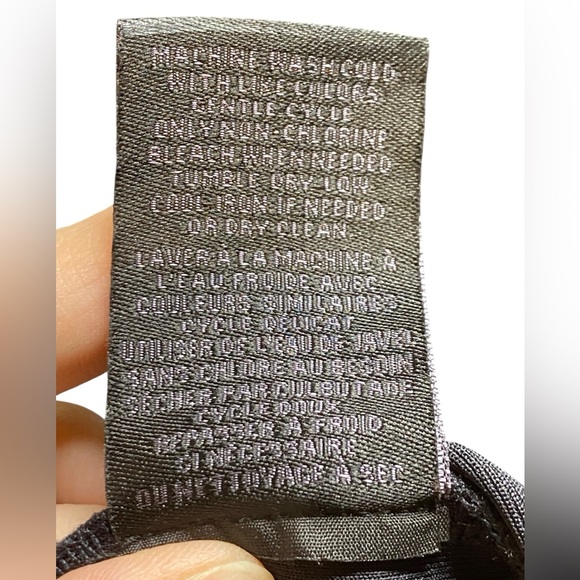 MACHINE WASH COLD
WITH LIKE COLORS
GENTLE CYCLE
ONLY NON-CHLORINE
BLEACH WHEN NEEDED
TUMBLE DRY LOW
COOL IRON IF NEEDED
OR DRY CLEAN
LAVER À LA MACHINE À
L'EAU FROIDE AVEC
COULEURS SIMILAIRES
CYCLE DELICAT
UTILISER DE L'EAU DE JAVEL
SANS CHLORE AU BESOIN
SÉCHER PAR CULBUTAGE
CYCLE DOUX
REPASSER À FROID
SI NÉCESSAIRE
OU NETTOYAGE À SEC